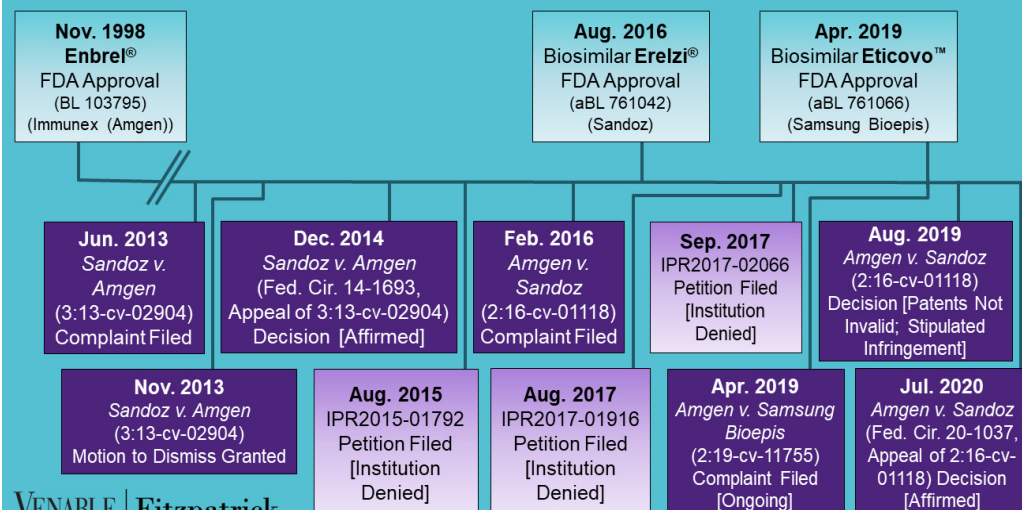 Nov. 1998
Enbrel®
FDA Approval
(BL 103795)
(Immunex (Amgen))
Aug. 2016
Biosimilar Erelzi®
FDA Approval
(aBL 761042)
(Sandoz)
Apr. 2019
Biosimilar Eticovo™
FDA Approval
(aBL 761066)
(Samsung Bioepis)
Jun. 2013
Sandoz v.
Amgen
(3:13-cv-02904)
Complaint Filed
Dec. 2014
Sandoz v. Amgen
(Fed. Cir. 14-1693,
Appeal of 3:13-cv-02904)
Decision [Affirmed]
Feb. 2016
Amgen v.
Sandoz
(2:16-cv-01118)
Complaint Filed
Sep. 2017
IPR2017-02066
Petition Filed
[Institution
Denied]
Aug. 2019
Amgen v. Sandoz
(2:16-cv-01118)
Decision [Patents Not
Invalid; Stipulated
Infringement]
Nov. 2013
Sandoz v. Amgen
(3:13-cv-02904)
Motion to Dismiss Granted
Aug. 2015
IPR2015-01792
Petition Filed
[Institution
Denied]
Aug. 2017
IPR2017-01916
Petition Filed
[Institution
Denied]
Apr. 2019
Amgen v. Samsung
Bioepis
(2:19-cv-11755)
Complaint Filed
[Ongoing]
Jul. 2020
Amgen v. Sandoz
(Fed. Cir. 20-1037,
Appeal of 2:16-cv-
01118) Decision
[Affirmed]
VENABLE | Fitzpatrick